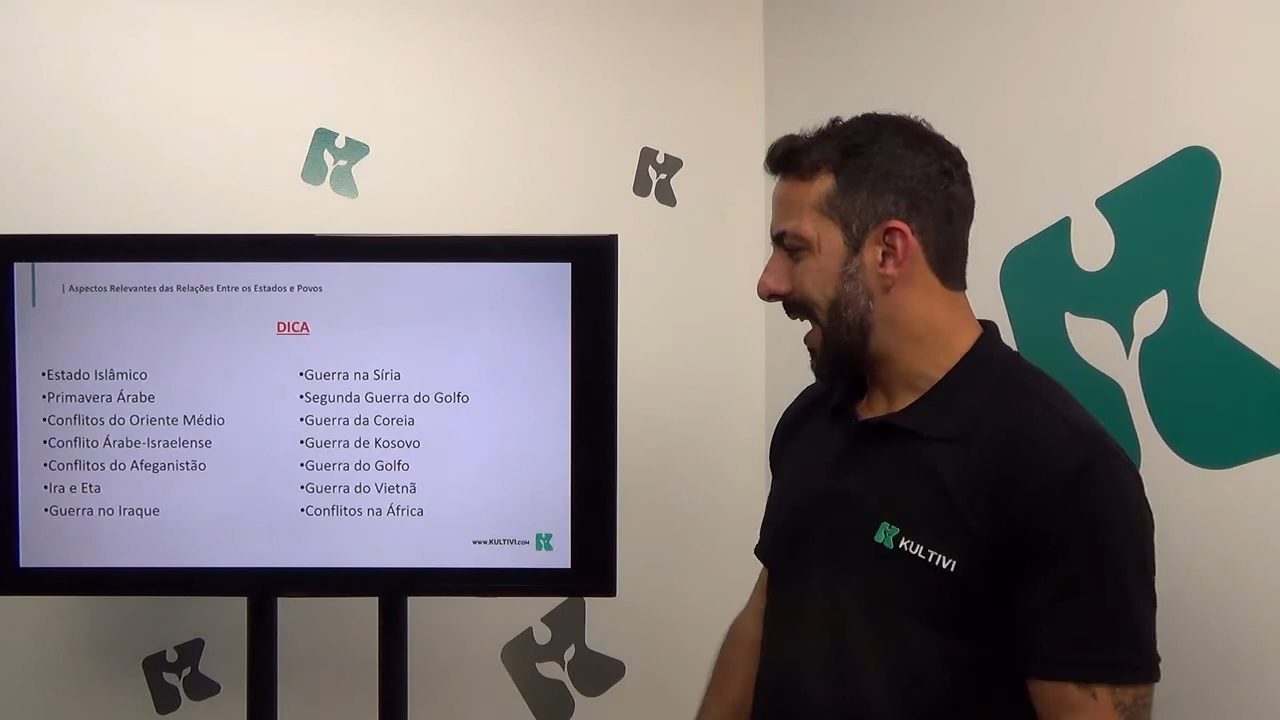 | Aspectos Relevantes das Relações Entre os Estados e Povos
DICA
•Estado Islâmico
•Primavera Árabe
•Conflitos do Oriente Médio
•Conflito Árabe-Israelense
•Conflitos do Afeganistão
•Ira e Eta
•Guerra no Iraque
•Guerra na Síria
•Segunda Guerra do Golfo
•Guerra da Coreia
•Guerra de Kosovo
•Guerra do Golfo
•Guerra do Vietnã
•Conflitos na África
www.KULTIVI.COM
KULTIVI